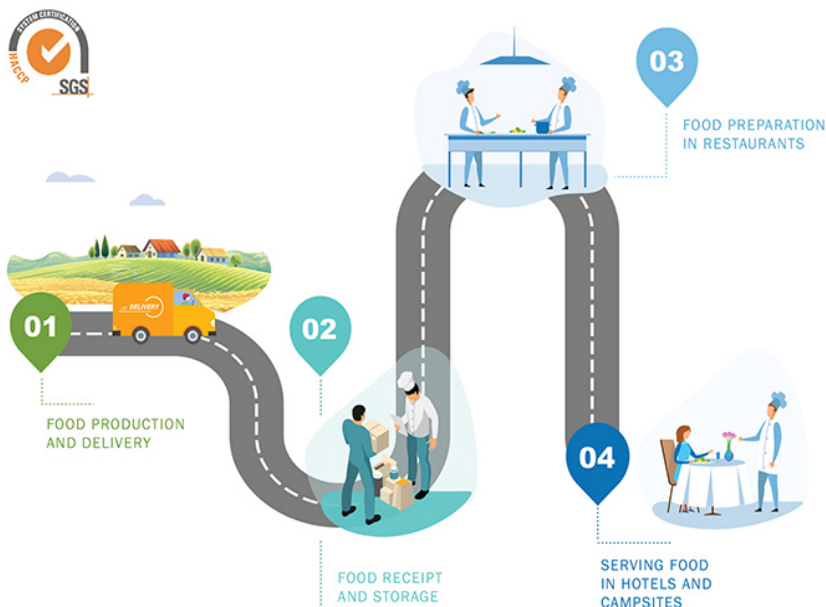 SYSTEM CERTIFICATION
HACCP
SGS
03
FOOD PREPARATION
IN RESTAURANTS
DELIVERY
01
02
FOOD PRODUCTION
AND DELIVERY
04
FOOD RECEIPT
AND STORAGE
SERVING FOOD
IN HOTELS AND
CAMPSITES